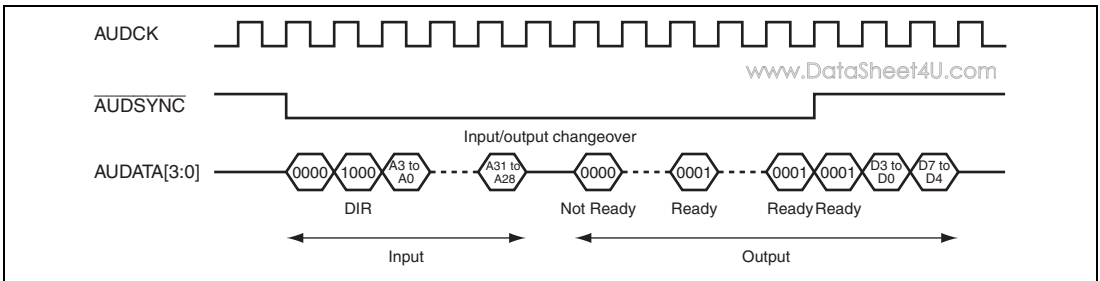 AUDCK
www.DataSheet4U.com
AUDSYNC
Input/output changeover
AUDATA[3:0]
0000
1000
A3 to
A0
A31 to
A28
0000
0001
0001
0001
D3 to
D0
D7 to
D4
DIR
Not Ready
Ready
Ready
Ready
Input
Output